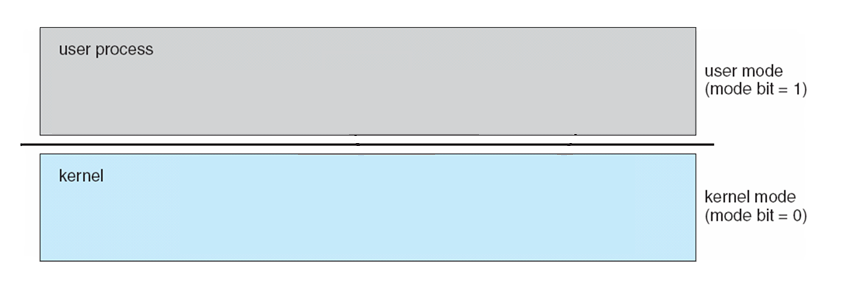 user process
user mode
(mode bit = 1)
kernel
kernel mode
(mode bit = 0)